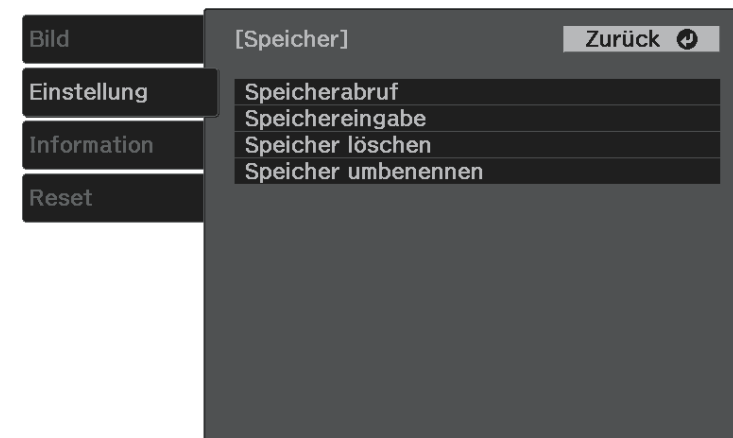 Bild
Einstellung
Information
Reset
[Speicher]
Zurück
Speicherabruf
Speichereingabe
Speicher löschen
Speicher umbenennen